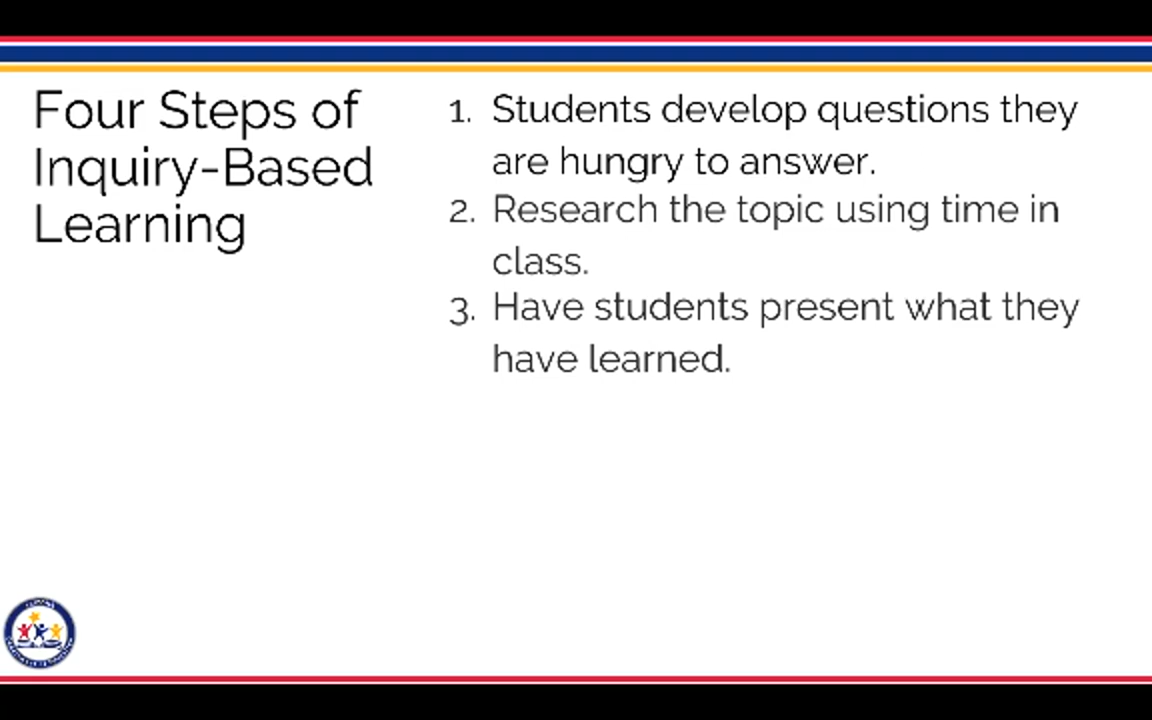 Four Steps of
Inquiry-Based
Learning
1. Students develop questions they
are hungry to answer.
2. Research the topic using time in
class.
3. Have students present what they
have learned.